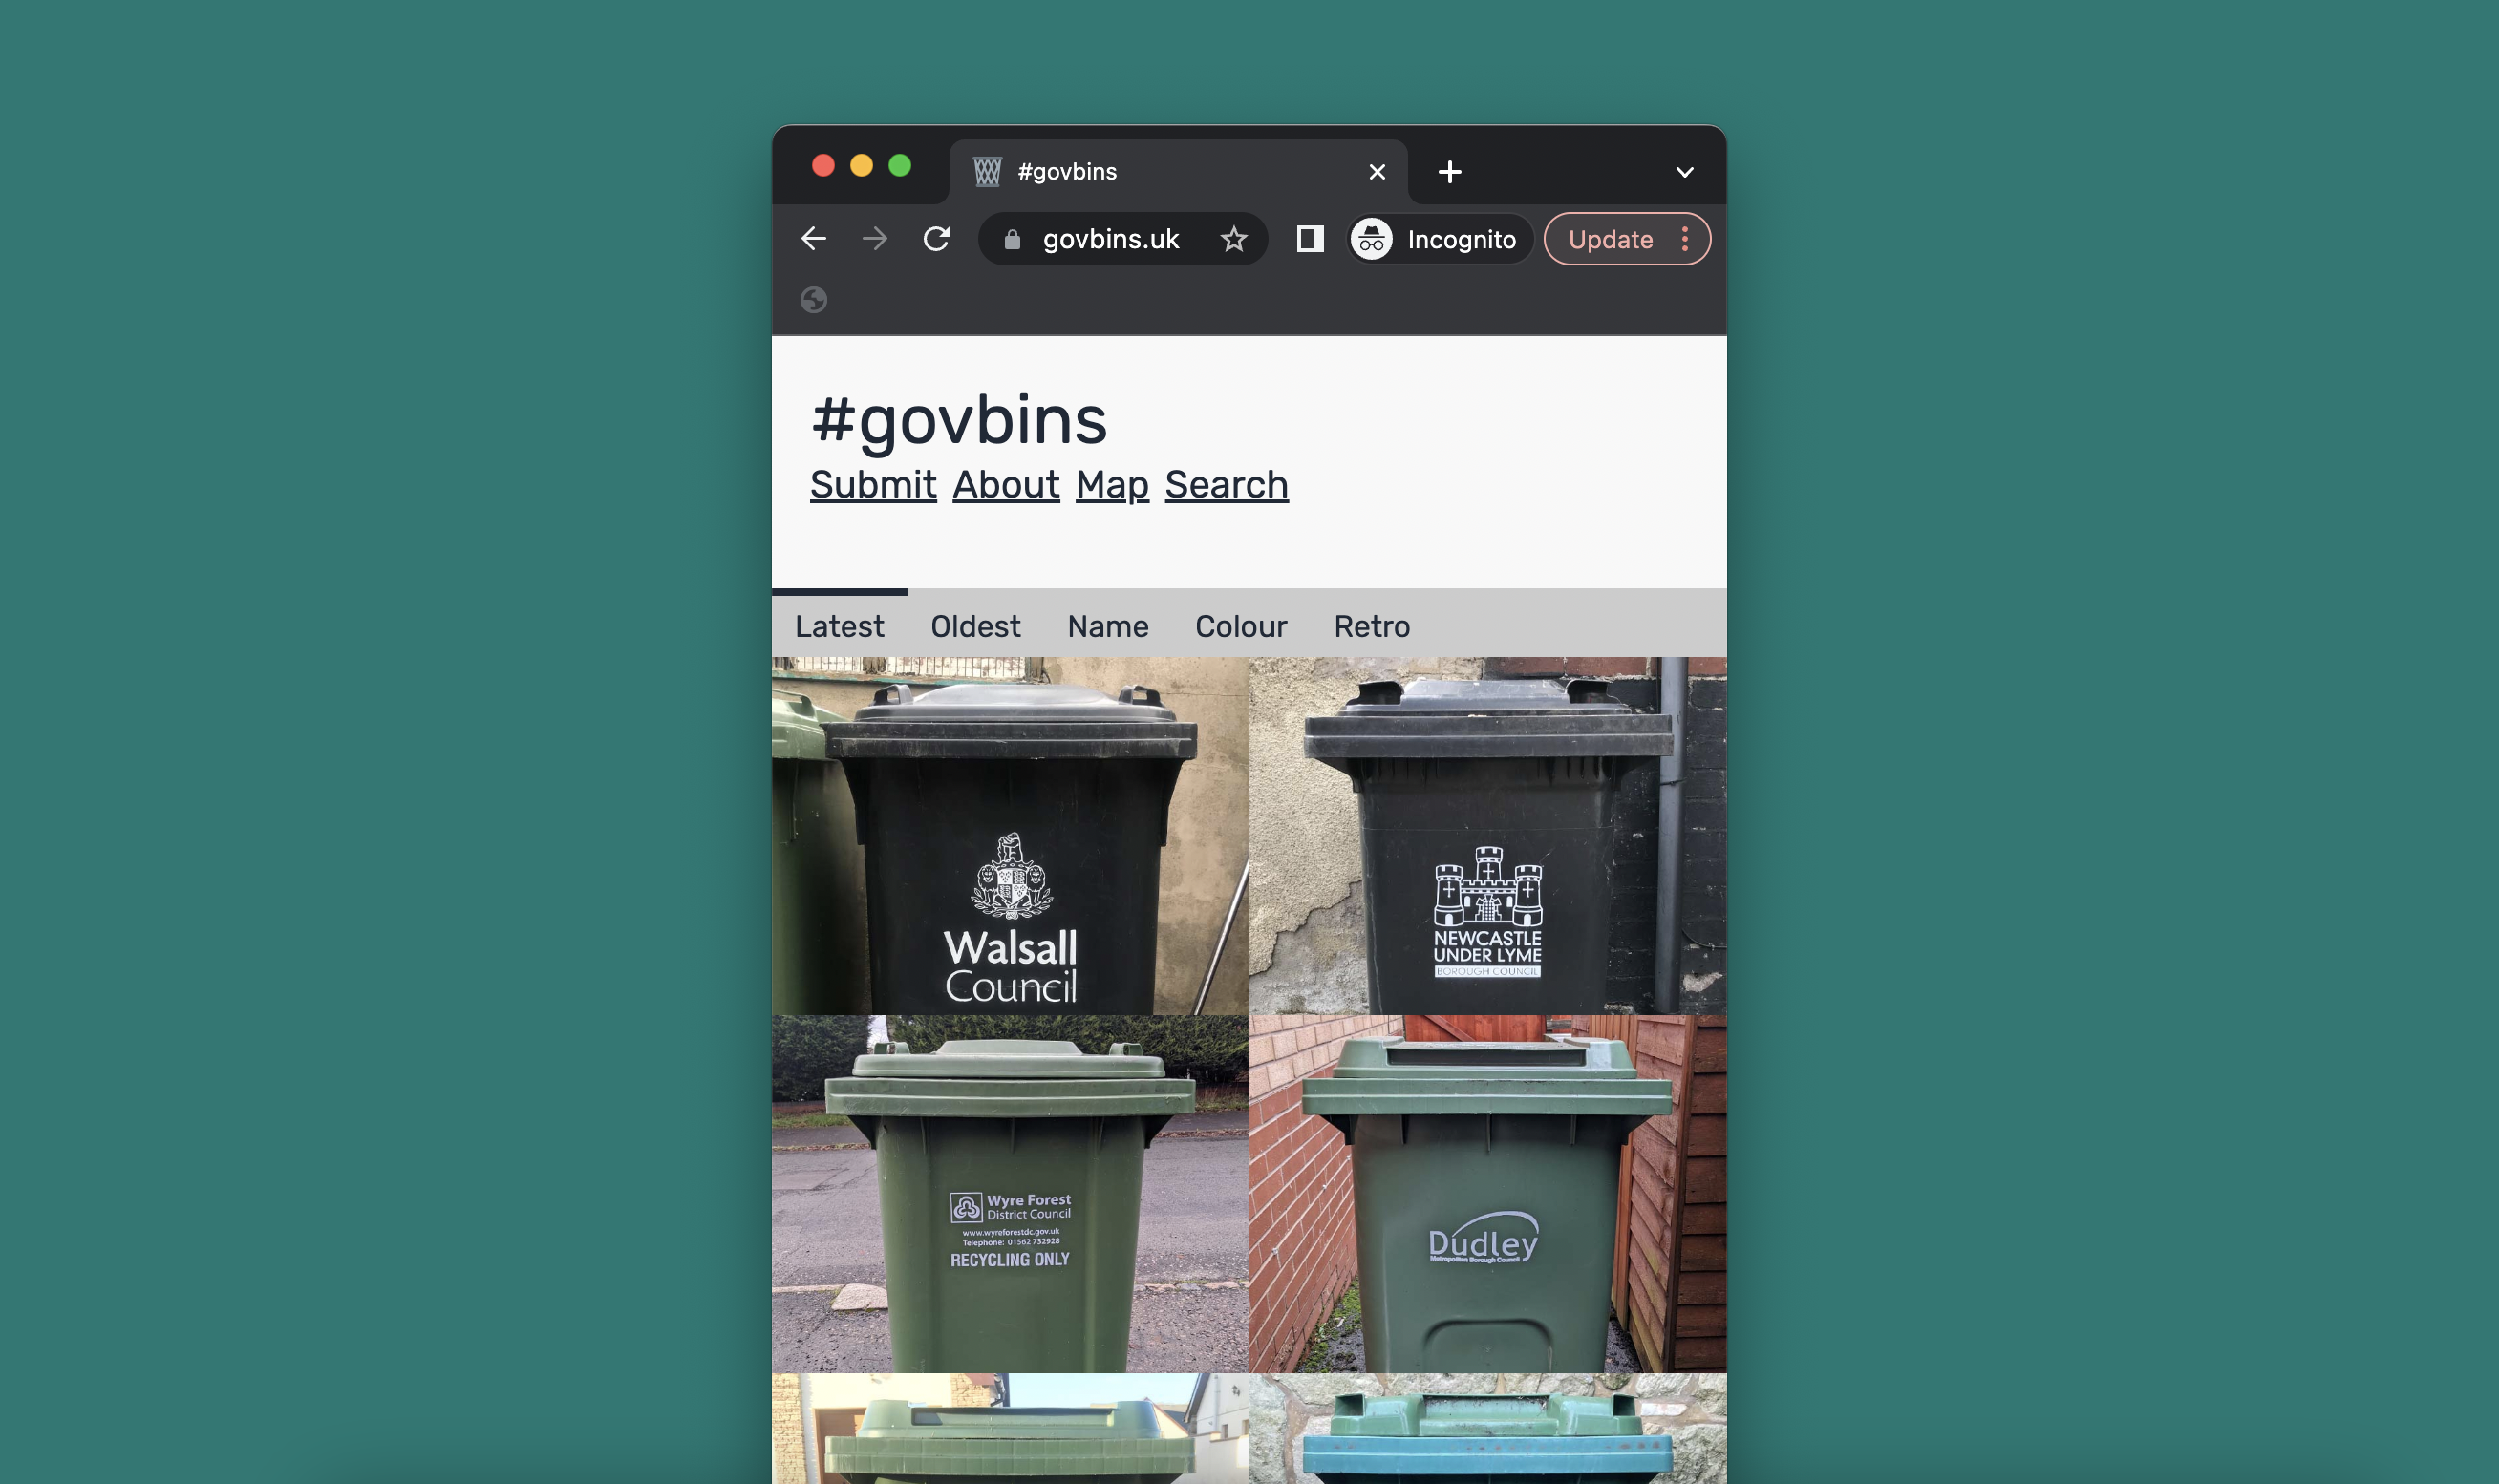 #govbins
govbins.uk Incognito Update
#govbins
Submit About Map Search
Latest Oldest Name Colour Retro
Walsall
Council
NEWCASTLE
UNDER LYME
BOROUGH COUNCIL
Wyre Forest
District Council
www.wyreforestdc.gov.uk
Telephone: 01562 732928
RECYCLING ONLY
Dudley
Metropolitan Borough Council